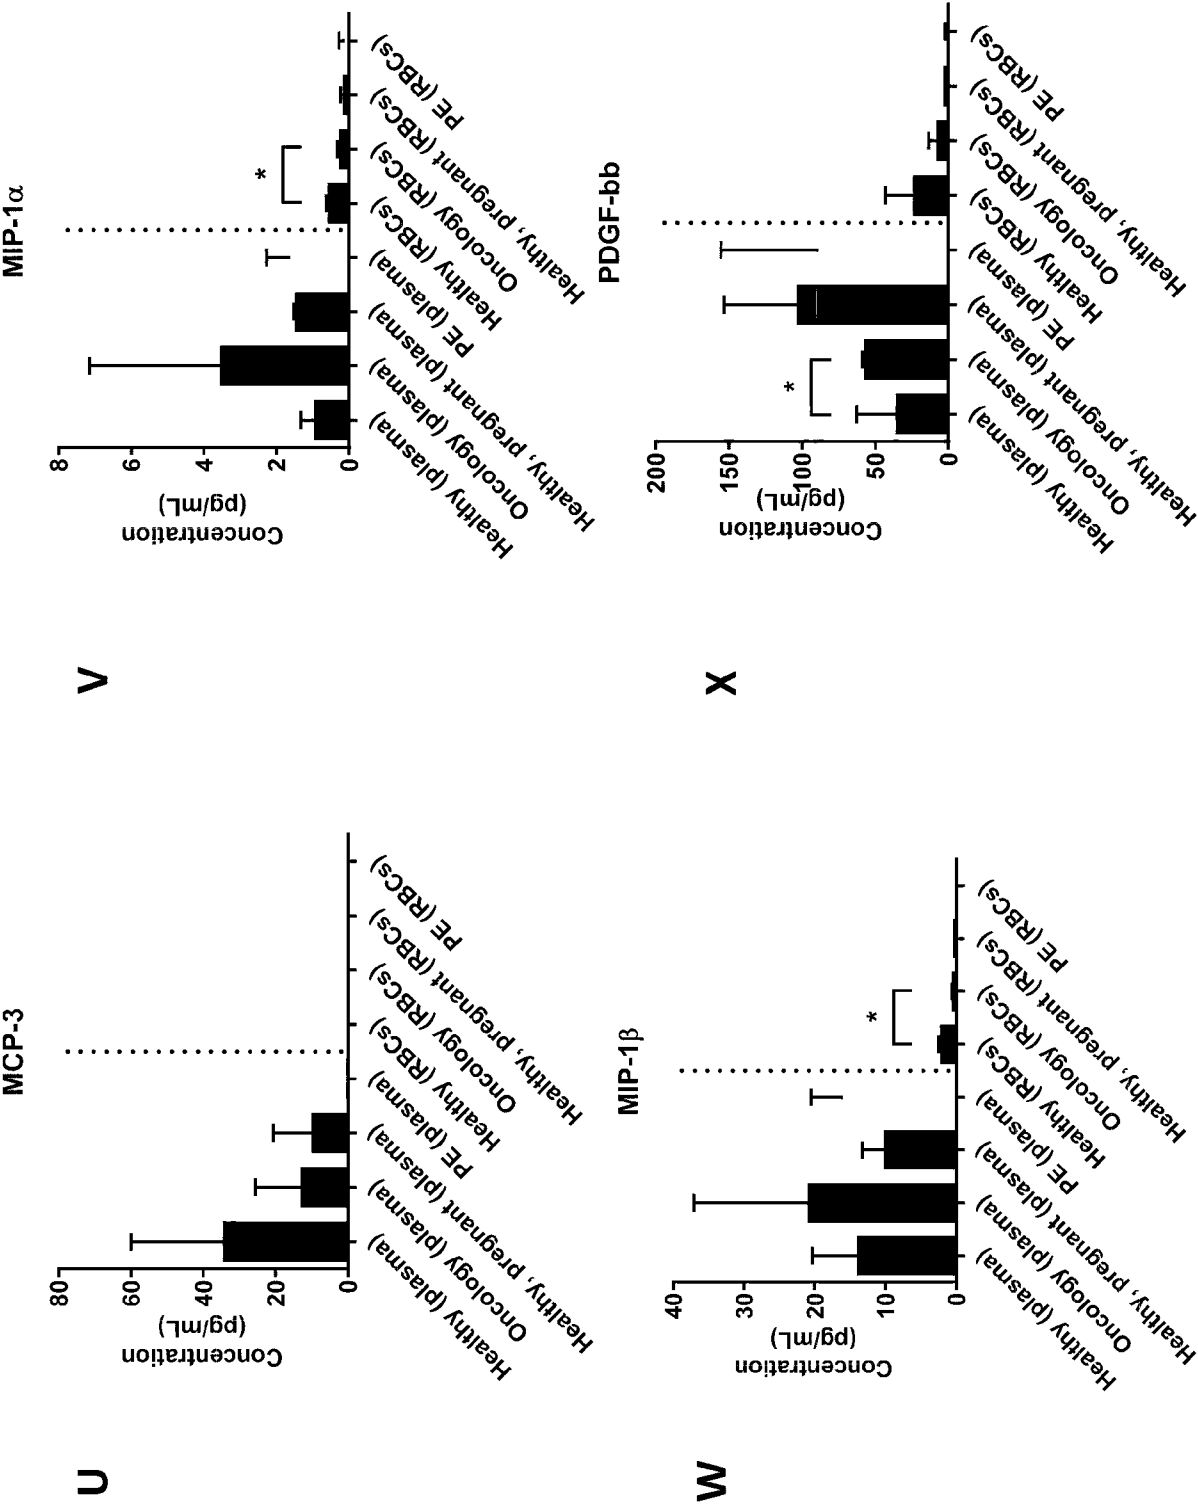 U
MCP-3
Concentration
(pg/mL)
80
60
40
20
0
Healthy (plasma)
Oncology (plasma)
Healthy, pregnant (plasma)
PE (plasma)
Healthy (RBCs)
Oncology (RBCs)
Healthy, pregnant (RBCs)
PE (RBCs)
V
MIP-1α
Concentration
(pg/mL)
8
6
4
2
0
*
Healthy (plasma)
Oncology (plasma)
Healthy, pregnant (plasma)
PE (plasma)
Healthy (RBCs)
Oncology (RBCs)
Healthy, pregnant (RBCs)
PE (RBCs)
W
MIP-1β
Concentration
(pg/mL)
40
30
20
10
0
*
Healthy (plasma)
Oncology (plasma)
Healthy, pregnant (plasma)
PE (plasma)
Healthy (RBCs)
Oncology (RBCs)
Healthy, pregnant (RBCs)
PE (RBCs)
X
PDGF-bb
Concentration
(pg/mL)
200
150
100
50
0
*
Healthy (plasma)
Oncology (plasma)
Healthy, pregnant (plasma)
PE (plasma)
Healthy (RBCs)
Oncology (RBCs)
Healthy, pregnant (RBCs)
PE (RBCs)